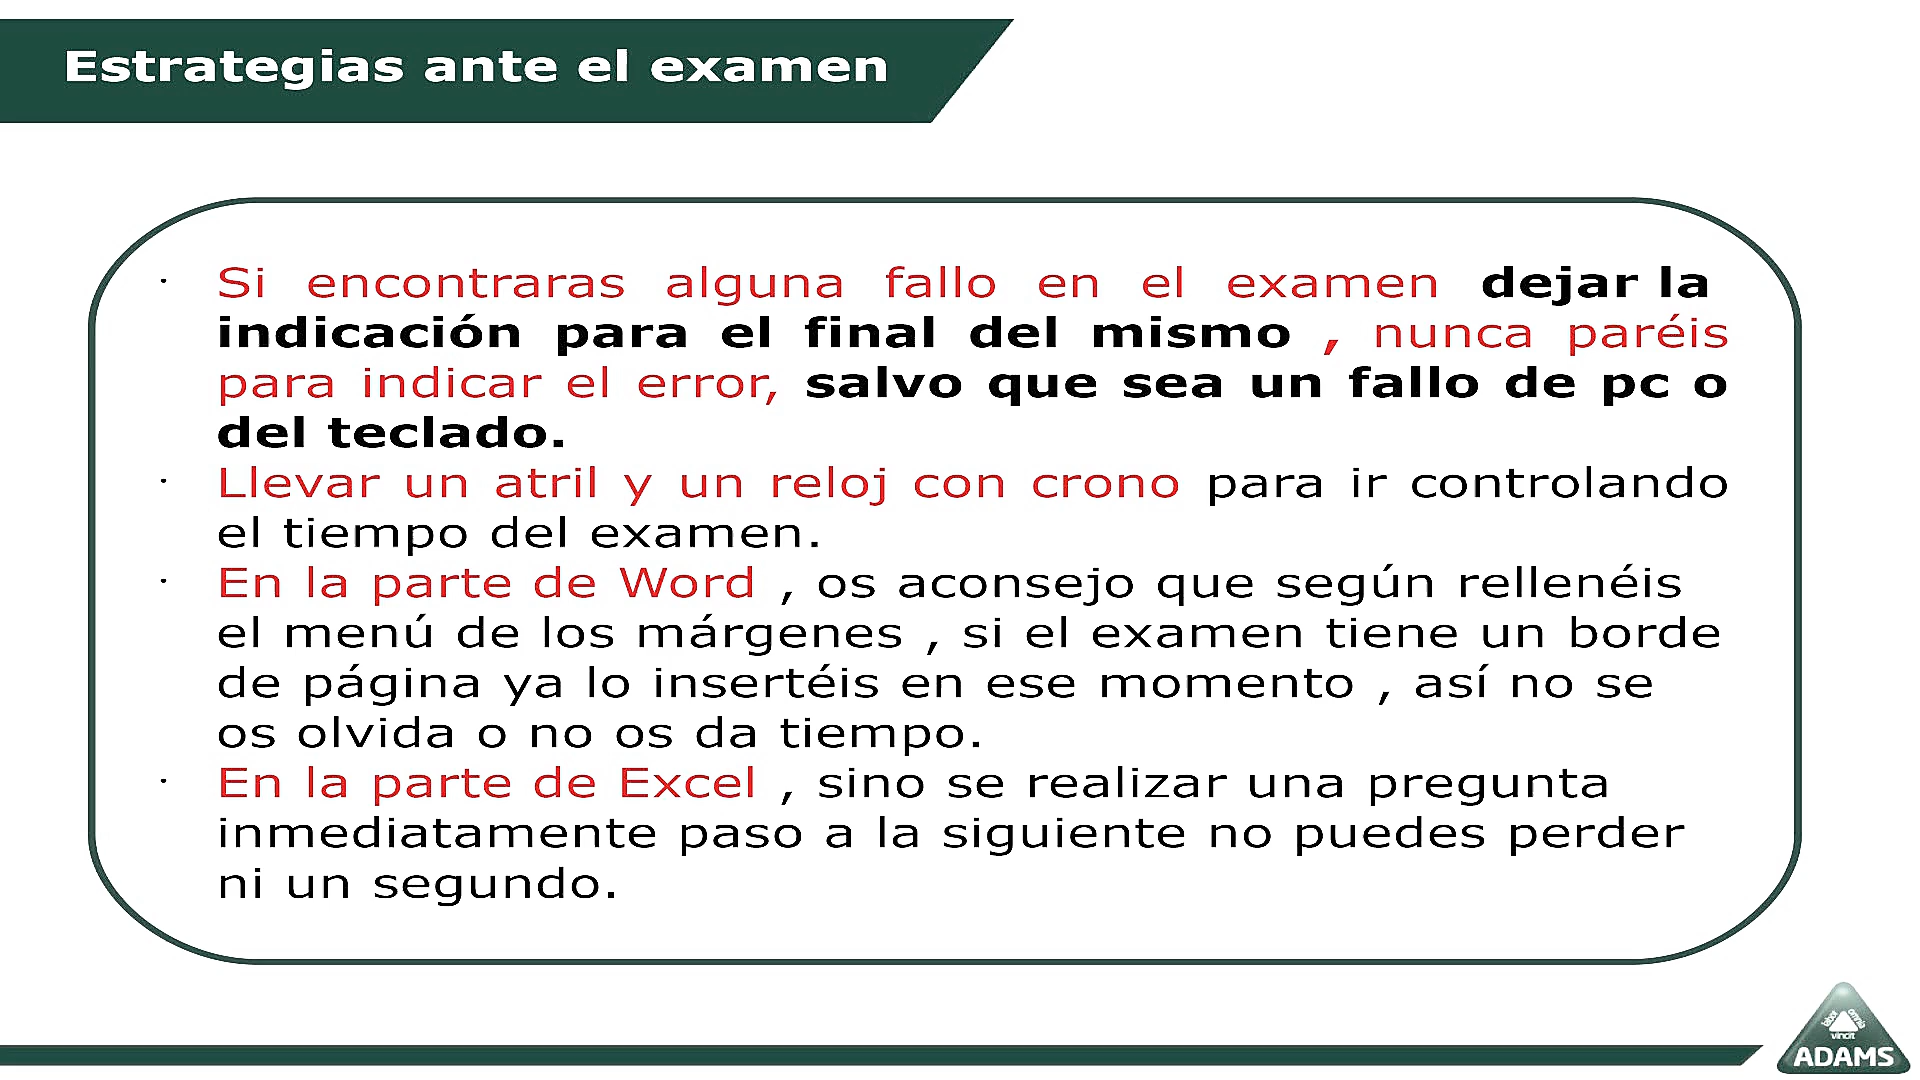 Estrategias ante el examen
· Si encontraras alguna fallo en el examen dejar la
indicación para el final del mismo , nunca paréis
para indicar el error, salvo que sea un fallo de pc o
del teclado.
· Llevar un atril y un reloj con crono para ir controlando
el tiempo del examen.
· En la parte de Word , os aconsejo que según rellenéis
el menú de los márgenes , si el examen tiene un borde
de página ya lo insertéis en ese momento , así no se
os olvida o no os da tiempo.
· En la parte de Excel , sino se realizar una pregunta
inmediatamente paso a la siguiente no puedes perder
ni un segundo.
labor omnia
vincit
ADAMS